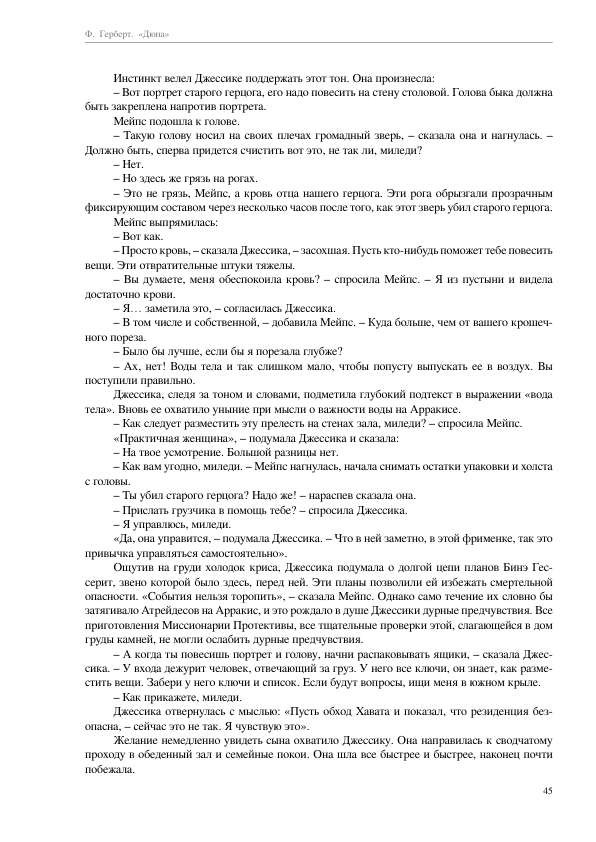 Ф. Герберт. «Дюна»
Инстинкт велел Джессике поддержать этот тон. Она произнесла:
– Вот портрет старого герцога, его надо повесить на стену столовой. Голова быка должна
быть закреплена напротив портрета.
Мейпс подошла к голове.
– Такую голову носил на своих плечах громадный зверь, – сказала она и нагнулась. –
Должно быть, сперва придется счистить вот это, не так ли, миледи?
– Нет.
– Но здесь же грязь на рогах.
– Это не грязь, Мейпс, а кровь отца нашего герцога. Эти рога обрызгали прозрачным
фиксирующим составом через несколько часов после того, как этот зверь убил старого герцога.
Мейпс выпрямилась:
– Вот как.
– Просто кровь, – сказала Джессика, – засохшая. Пусть кто-нибудь поможет тебе повесить
вещи. Эти отвратительные штуки тяжелы.
– Вы думаете, меня обеспокоила кровь? – спросила Мейпс. – Я из пустыни и видела
достаточно крови.
– Я… заметила это, – согласилась Джессика.
– В том числе и собственной, – добавила Мейпс. – Куда больше, чем от вашего крошеч-
ного пореза.
– Было бы лучше, если бы я порезала глубже?
– Ах, нет! Воды тела и так слишком мало, чтобы попусту выпускать ее в воздух. Вы
поступили правильно.
Джессика, следя за тоном и словами, подметила глубокий подтекст в выражении «вода
тела». Вновь ее охватило уныние при мысли о важности воды на Арракисе.
– Как следует разместить эту прелесть на стенах зала, миледи? – спросила Мейпс.
«Практичная женщина», – подумала Джессика и сказала:
– На твое усмотрение. Большой разницы нет.
– Как вам угодно, миледи. – Мейпс нагнулась, начала снимать остатки упаковки и холста
с головы.
– Ты убил старого герцога? Надо же! – нараспев сказала она.
– Прислать грузчика в помощь тебе? – спросила Джессика.
– Я управлюсь, миледи.
«Да, она управится, – подумала Джессика. – Что в ней заметно, в этой фрименке, так это
привычка управляться самостоятельно».
Ощутив на груди холодок криса, Джессика подумала о долгой цепи планов Бинэ Гес-
серит, звено которой было здесь, перед ней. Эти планы позволили ей избежать смертельной
опасности. «События нельзя торопить», – сказала Мейпс. Однако само течение их словно бы
затягивало Атрейдесов на Арракис, и это рождало в душе Джессики дурные предчувствия. Все
приготовления Миссионарии Протективы, все тщательные проверки этой, слагающейся в дом
груды камней, не могли ослабить дурные предчувствия.
– А когда ты повесишь портрет и голову, начни распаковывать ящики, – сказала Джес-
сика. – У входа дежурит человек, отвечающий за груз. У него все ключи, он знает, как разме-
стить вещи. Забери у него ключи и список. Если будут вопросы, ищи меня в южном крыле.
– Как прикажете, миледи.
Джессика отвернулась с мыслью: «Пусть обход Хавата и показал, что резиденция без-
опасна, – сейчас это не так. Я чувствую это».
Желание немедленно увидеть сына охватило Джессику. Она направилась к сводчатому
проходу в обеденный зал и семейные покои. Она шла все быстрее и быстрее, наконец почти
побежала.
45